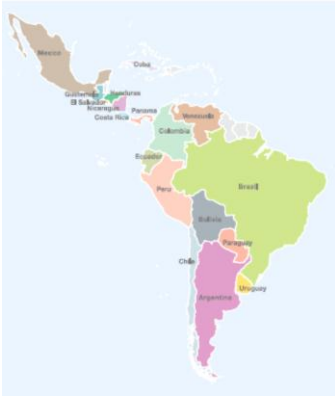 Mexico
Cuba
Guatemala
Honduras
El Salvador
Nicaragua
Costa Rica
Panama
Venezuela
Colombia
Ecuador
Peru
Brazil
Bolivia
Paraguay
Chile
Uruguay
Argentina